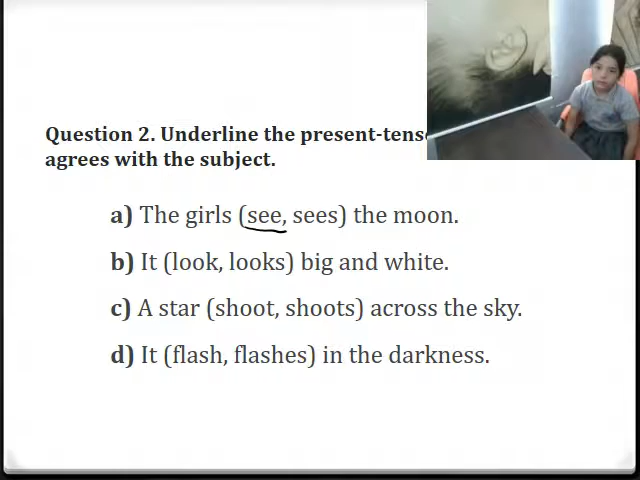 Question 2. Underline the present-tense
agrees with the subject.
a) The girls (see, sees) the moon.
b) It (look, looks) big and white.
c) A star (shoot, shoots) across the sky.
d) It (flash, flashes) in the darkness.